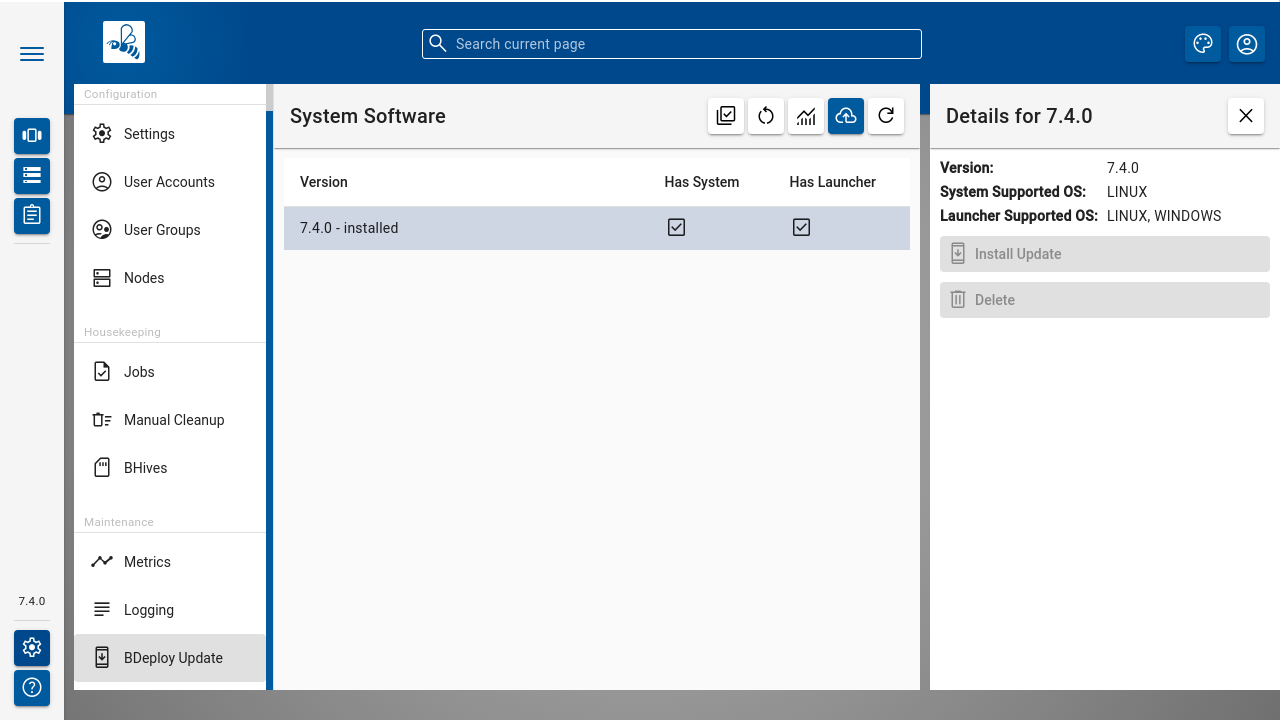 Search current page
Configuration
Settings
User Accounts
User Groups
Nodes
Housekeeping
Jobs
Manual Cleanup
BHives
Maintenance
Metrics
Logging
BDeploy Update
7.4.0
System Software
Version Has System Has Launcher
7.4.0 - installed
Details for 7.4.0
Version: 7.4.0
System Supported OS: LINUX
Launcher Supported OS: LINUX, WINDOWS
Install Update
Delete